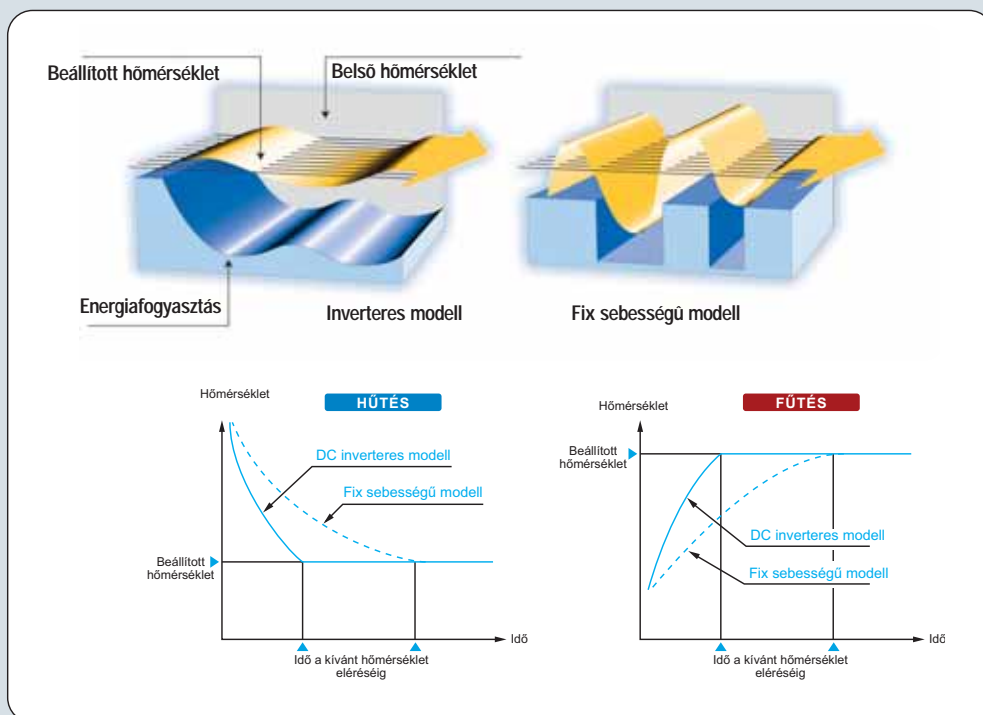 Beállított hőmérséklet
Belső hőmérséklet
Energiafogyasztás
Inverteres modell
Fix sebességû modell
Hőmérséklet
HŰTÉS
DC inverteres modell
Fix sebességű modell
Beállított
hőmérséklet
Idő
Idő a kívánt hőmérséklet
eléréséig
Hőmérséklet
FŰTÉS
Beállított
hőmérséklet
DC inverteres modell
Fix sebességű modell
Idő
Idő a kívánt hőmérséklet
eléréséig